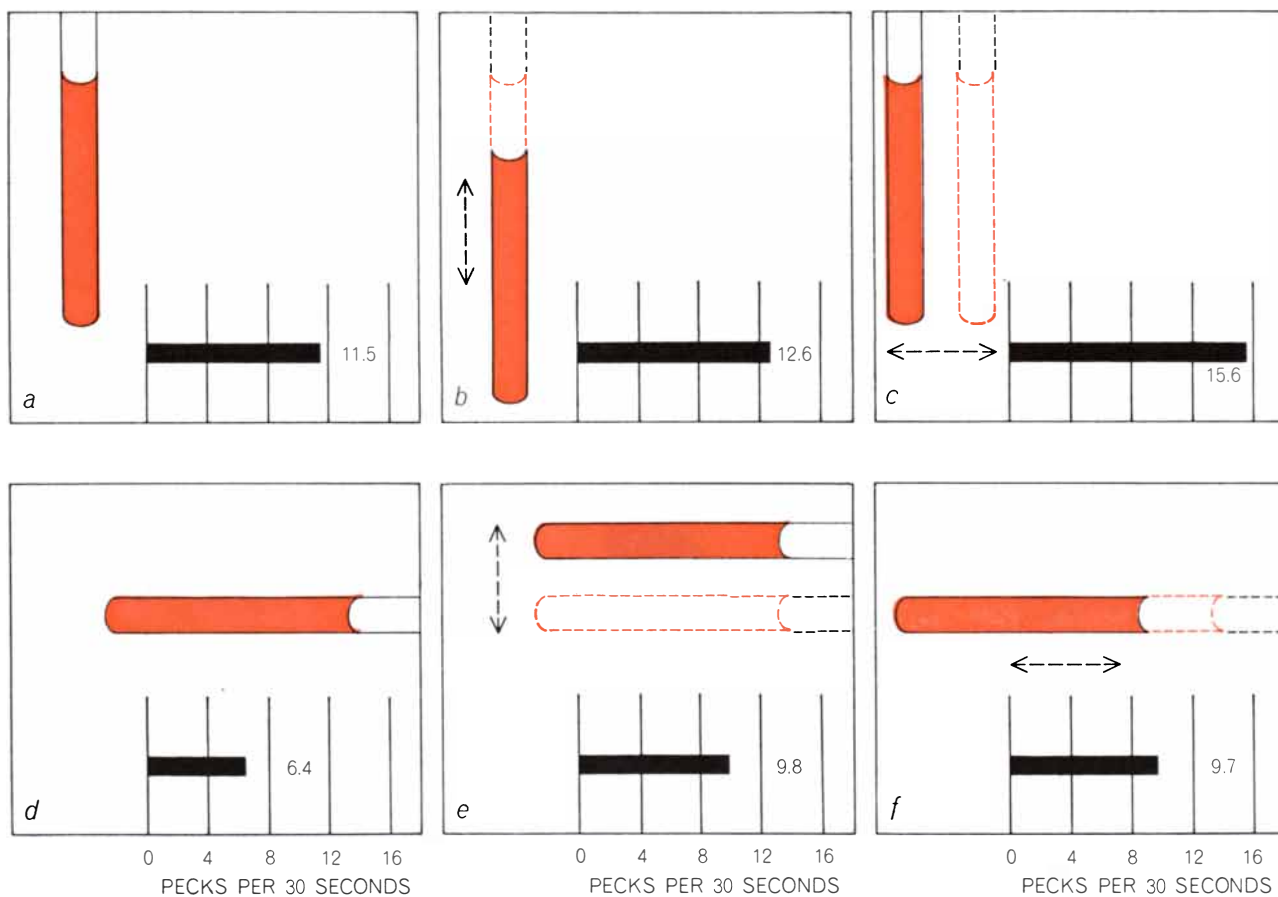 11.5
a
12.6
b
15.6
c
6.4
d
9.8
e
9.7
f
0 4 8 12 16
PECKS PER 30 SECONDS
0 4 8 12 16
PECKS PER 30 SECONDS
0 4 8 12 16
PECKS PER 30 SECONDS